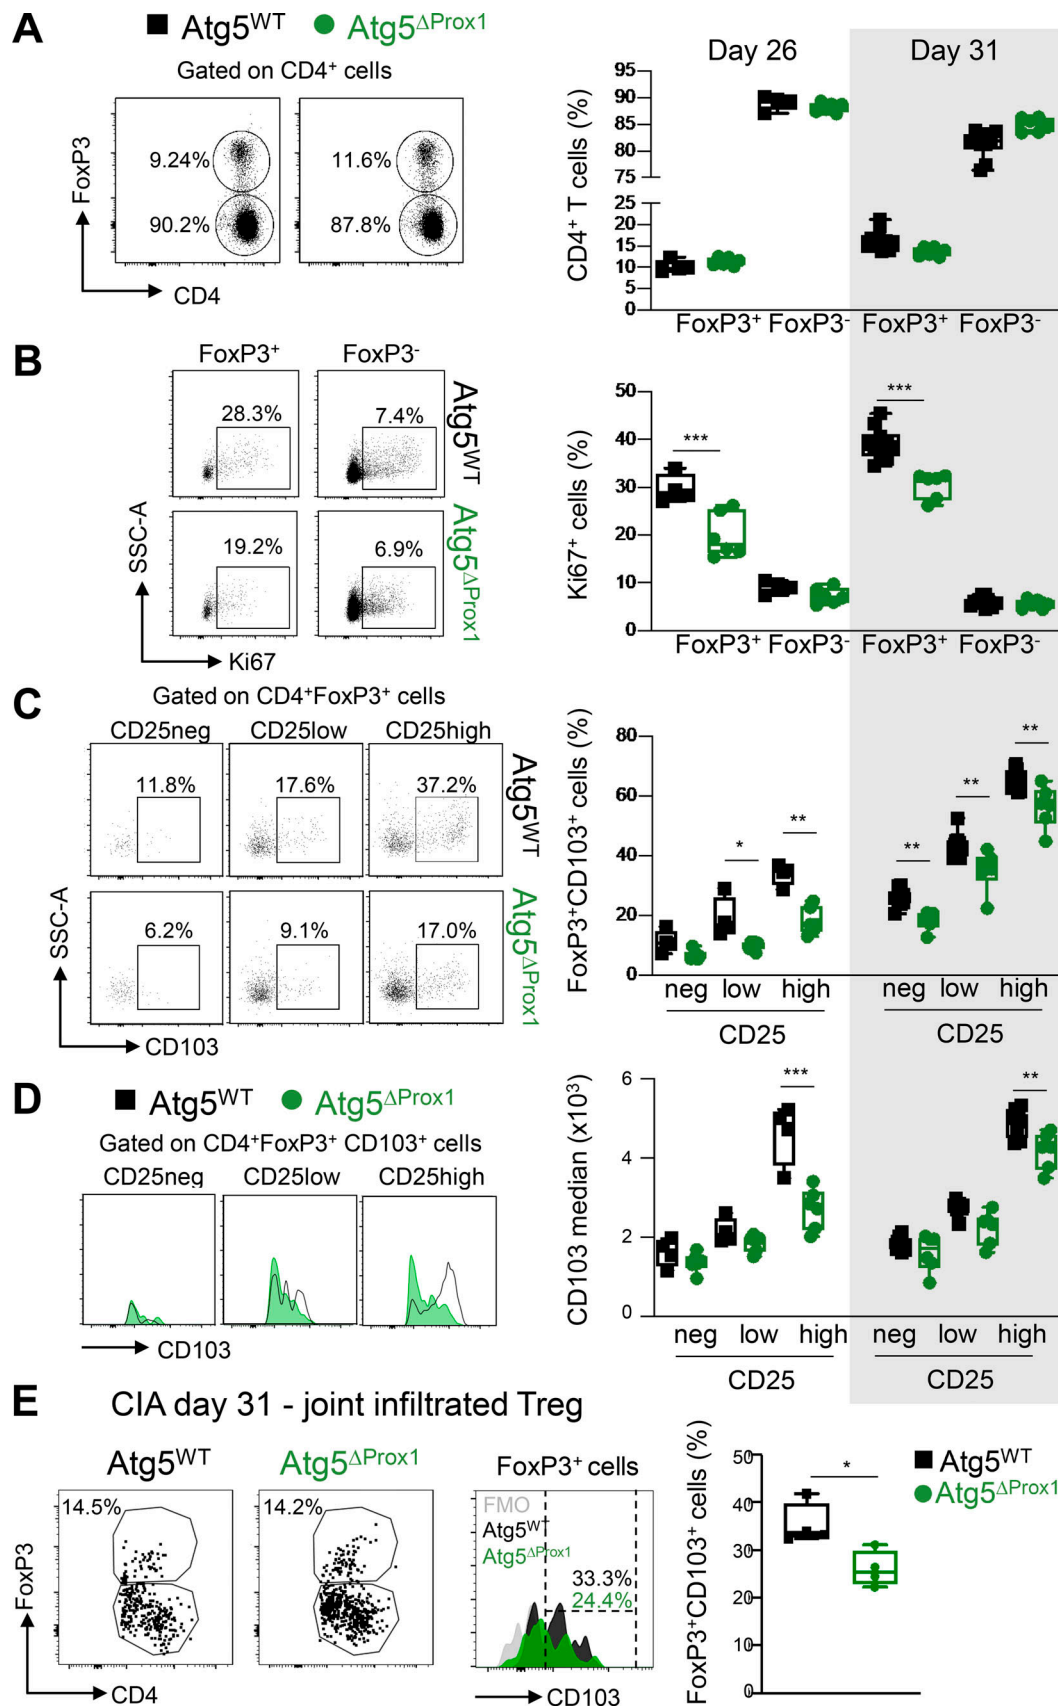 A
Atg5WT Atg5ΔProx1
Gated on CD4+ cells
9.24%
90.2%
11.6%
87.8%
FoxP3
CD4
Day 26
Day 31
CD4+ T cells (%)
95
90
85
80
75
25
20
15
10
5
0
FoxP3+ FoxP3- FoxP3+ FoxP3-
B
FoxP3+ FoxP3-
28.3%
7.4%
Atg5WT
19.2%
6.9%
Atg5ΔProx1
SSC-A
Ki67
Ki67+ cells (%)
50
40
30
20
10
0
***
***
FoxP3+ FoxP3- FoxP3+ FoxP3-
C
Gated on CD4+FoxP3+ cells
CD25neg CD25low CD25high
11.8%
17.6%
37.2%
Atg5WT
6.2%
9.1%
17.0%
Atg5ΔProx1
SSC-A
CD103
FoxP3+CD103+ cells (%)
80
60
40
20
0
*
**
**
**
**
neg low high neg low high
CD25 CD25
D
Atg5WT Atg5ΔProx1
Gated on CD4+FoxP3+ CD103+ cells
CD25neg CD25low CD25high
CD103
CD103 median (x103)
6
4
2
0
***
**
neg low high neg low high
CD25 CD25
E
CIA day 31 - joint infiltrated Treg
Atg5WT
Atg5ΔProx1
14.5%
14.2%
FoxP3
CD4
FoxP3+ cells
FMO
Atg5WT
Atg5ΔProx1
33.3%
24.4%
CD103
FoxP3+CD103+ cells (%)
50
40
30
20
10
0
*
Atg5WT
Atg5ΔProx1